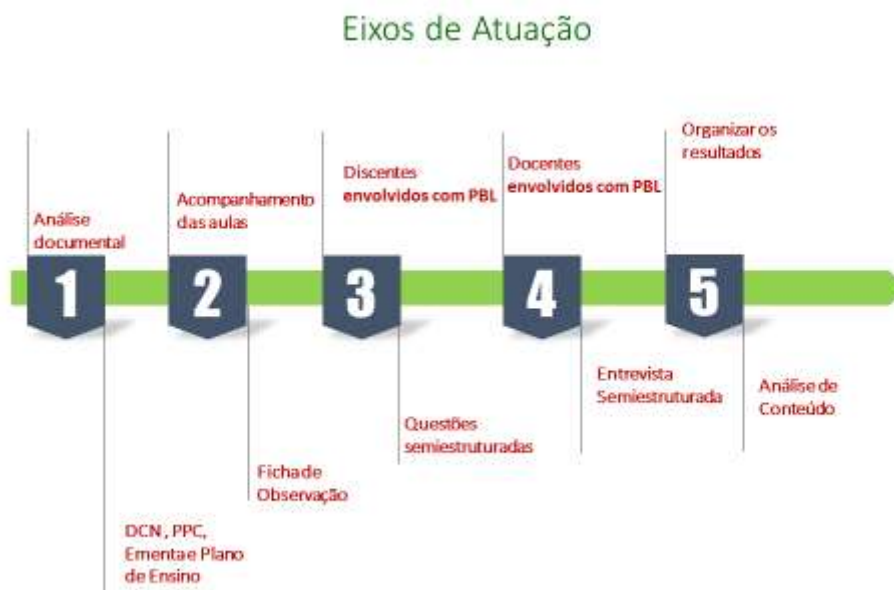 Eixos de Atuação
Análise
documental
1
DCN, PPC,
Ementa e Plano
de Ensino
Acompanhamento
das aulas
2
Ficha de
Observação
Discentes
envolvidos com PBL
3
Questões
semiestruturadas
Docentes
envolvidos com PBL
4
Entrevista
Semiestruturada
Organizar os
resultados
5
Análise de
Conteúdo